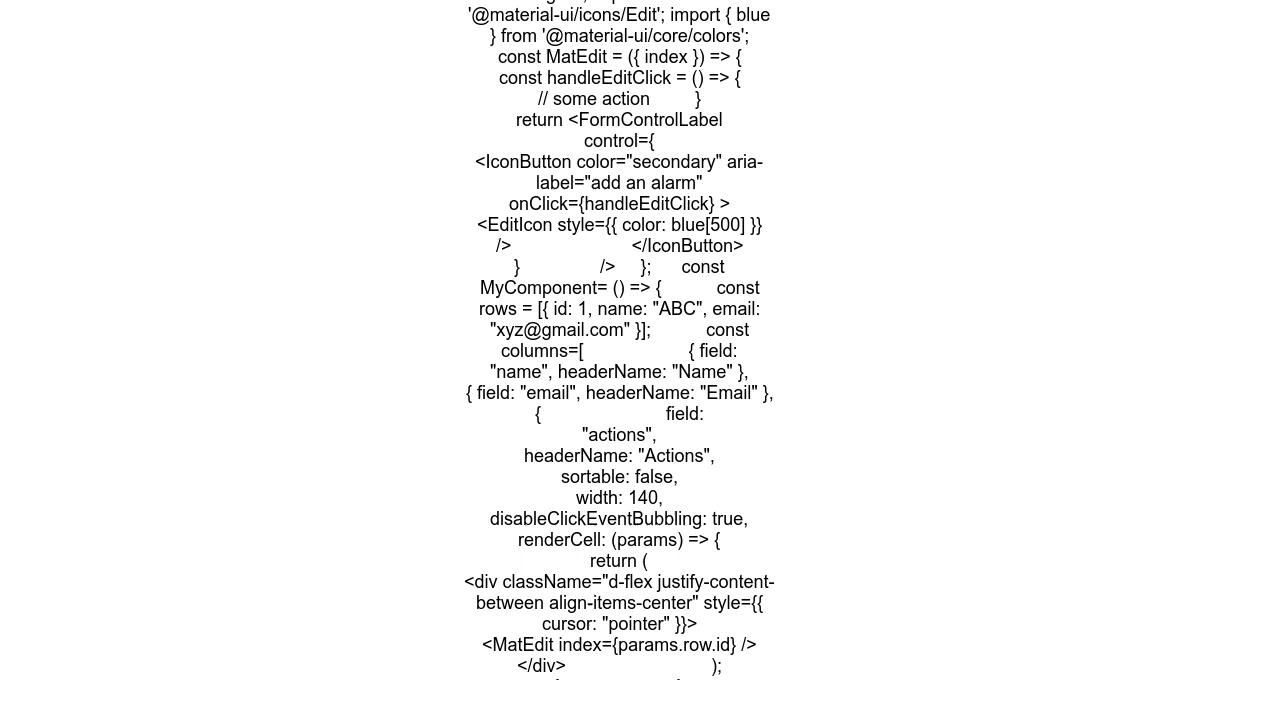 '@material-ui/icons/Edit'; import { blue
} from '@material-ui/core/colors';
const MatEdit = ({ index }) => {
const handleEditClick = () => {
// some action }
return <FormControlLabel
control={
<IconButton color="secondary" aria-
label="add an alarm"
onClick={handleEditClick} >
<EditIcon style={{ color: blue[500] }}
/> </IconButton>
} /> }; const
MyComponent= () => { const
rows = [{ id: 1, name: "ABC", email:
"xyz@gmail.com" }]; const
columns=[ { field:
"name", headerName: "Name" },
{ field: "email", headerName: "Email" },
{ field:
"actions",
headerName: "Actions",
sortable: false,
width: 140,
disableClickEventBubbling: true,
renderCell: (params) => {
return (
<div className="d-flex justify-content-
between align-items-center" style={{
cursor: "pointer" }}>
<MatEdit index={params.row.id} />
</div> );